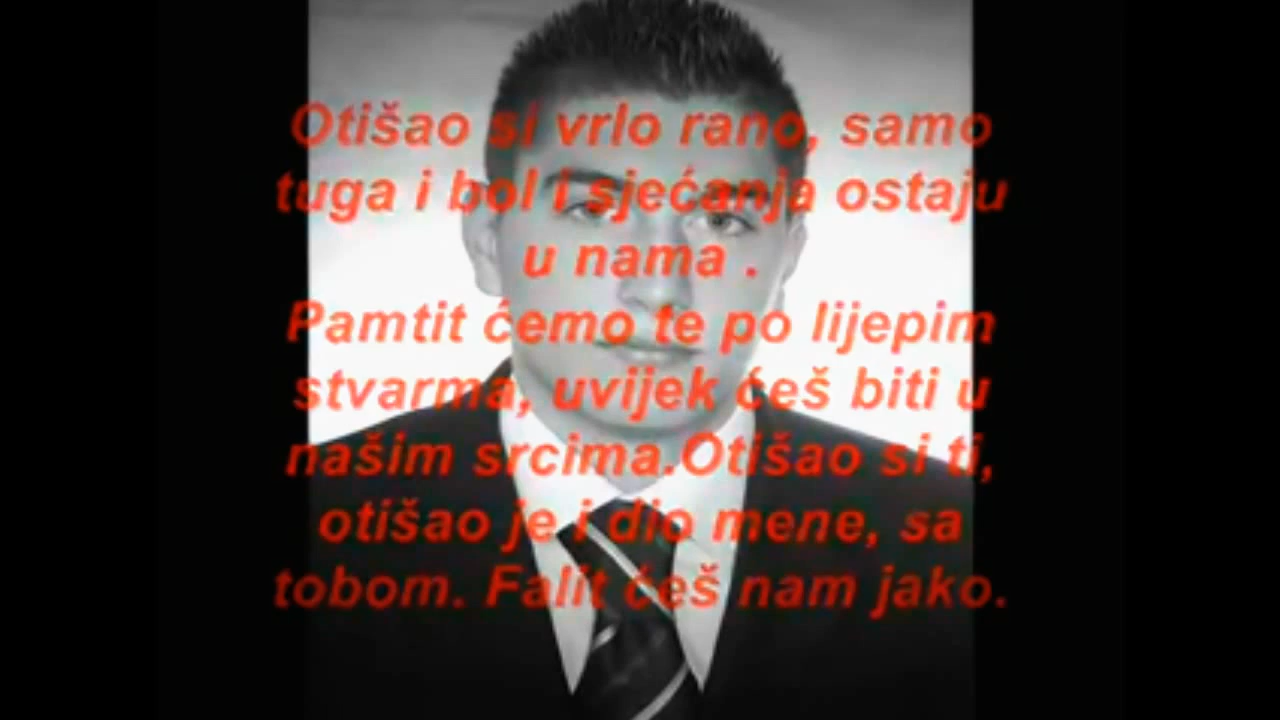 Otišao si vrlo rano, samo
tuga i bol i sjećanja ostaju
u nama .
Pamtit ćemo te po lijepim
stvarma, uvijek ćeš biti u
našim srcima.Otišao si ti,
otišao je i dio mene, sa
tobom. Falit ćeš nam jako.